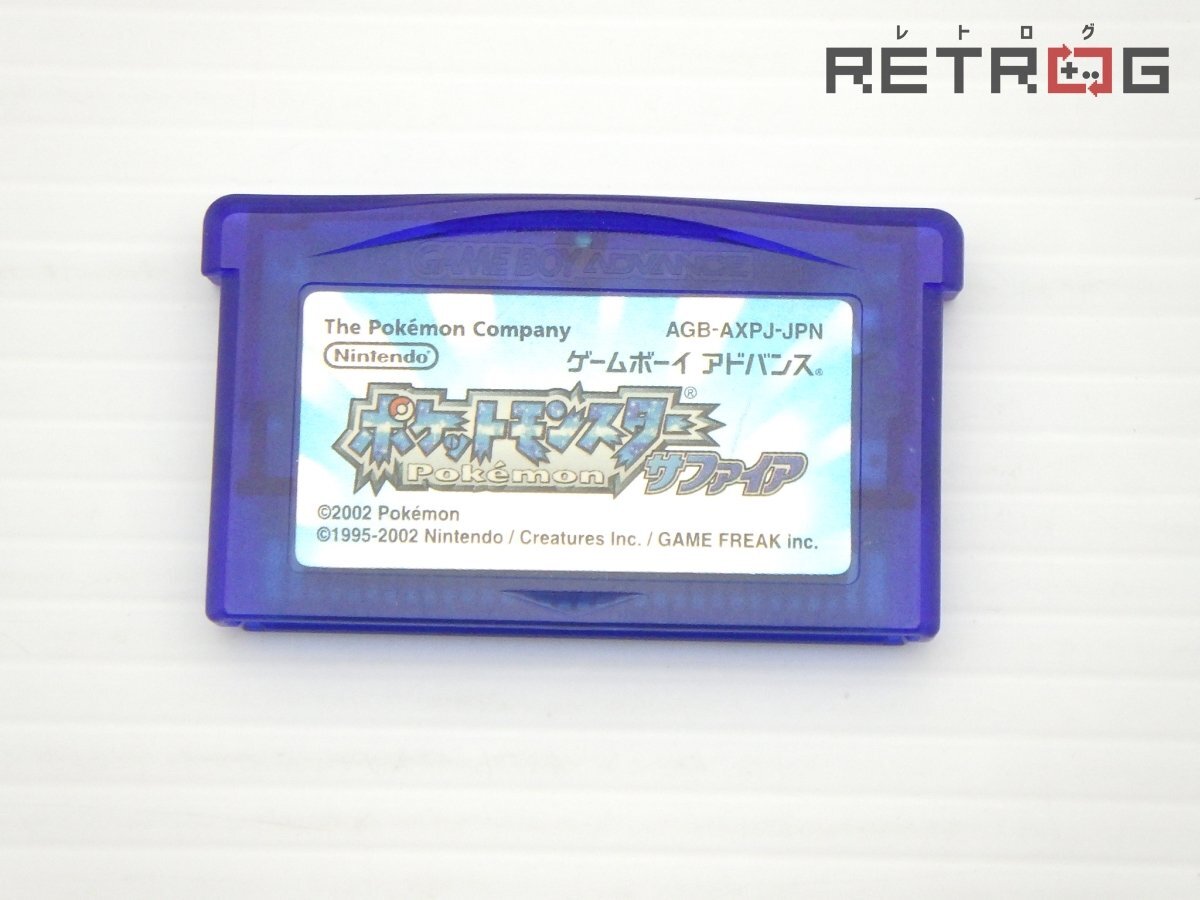 レトログ
RETROG
GAME BOY ADVANCE
The Pokémon Company
AGB-AXPJ-JPN
Nintendo®
ゲームボーイ アドバンス®
ポケットモンスター®
Pokémon
サファイア
©2002 Pokémon
©1995-2002 Nintendo / Creatures Inc. / GAME FREAK inc.